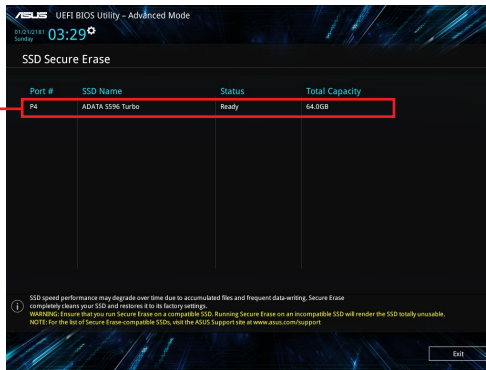 ASUS UEFI BIOS Utility – Advanced Mode
01/21/2181 03:29
Sunday
SSD Secure Erase
Port # SSD Name Status Total Capacity
P4 ADATA S596 Turbo Ready 64.0GB
SSD speed performance may degrade over time due to accumulated files and frequent data-writing. Secure Erase
completely cleans your SSD and restores it to its factory settings.
WARNING: Ensure that you run Secure Erase on a compatible SSD. Running Secure Erase on an incompatible SSD will render the SSD totally unusable.
NOTE: For the list of Secure Erase-compatible SSDs, visit the ASUS Support site at www.asus.com/support
Exit